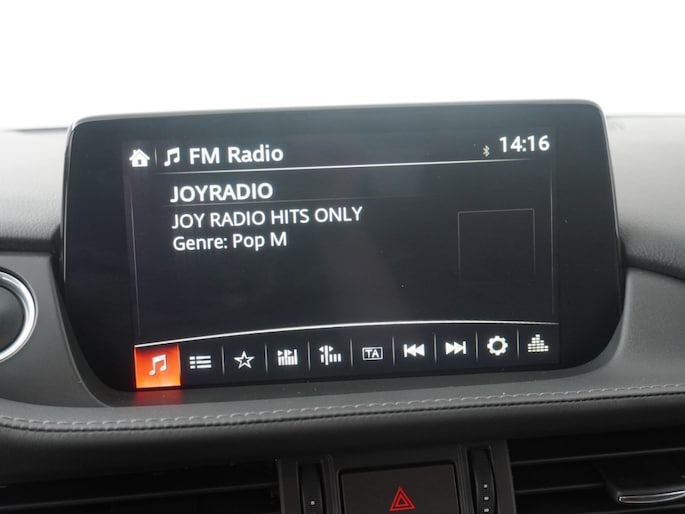 FM Radio
14:16
JOYRADIO
JOY RADIO HITS ONLY
Genre: Pop M
TA